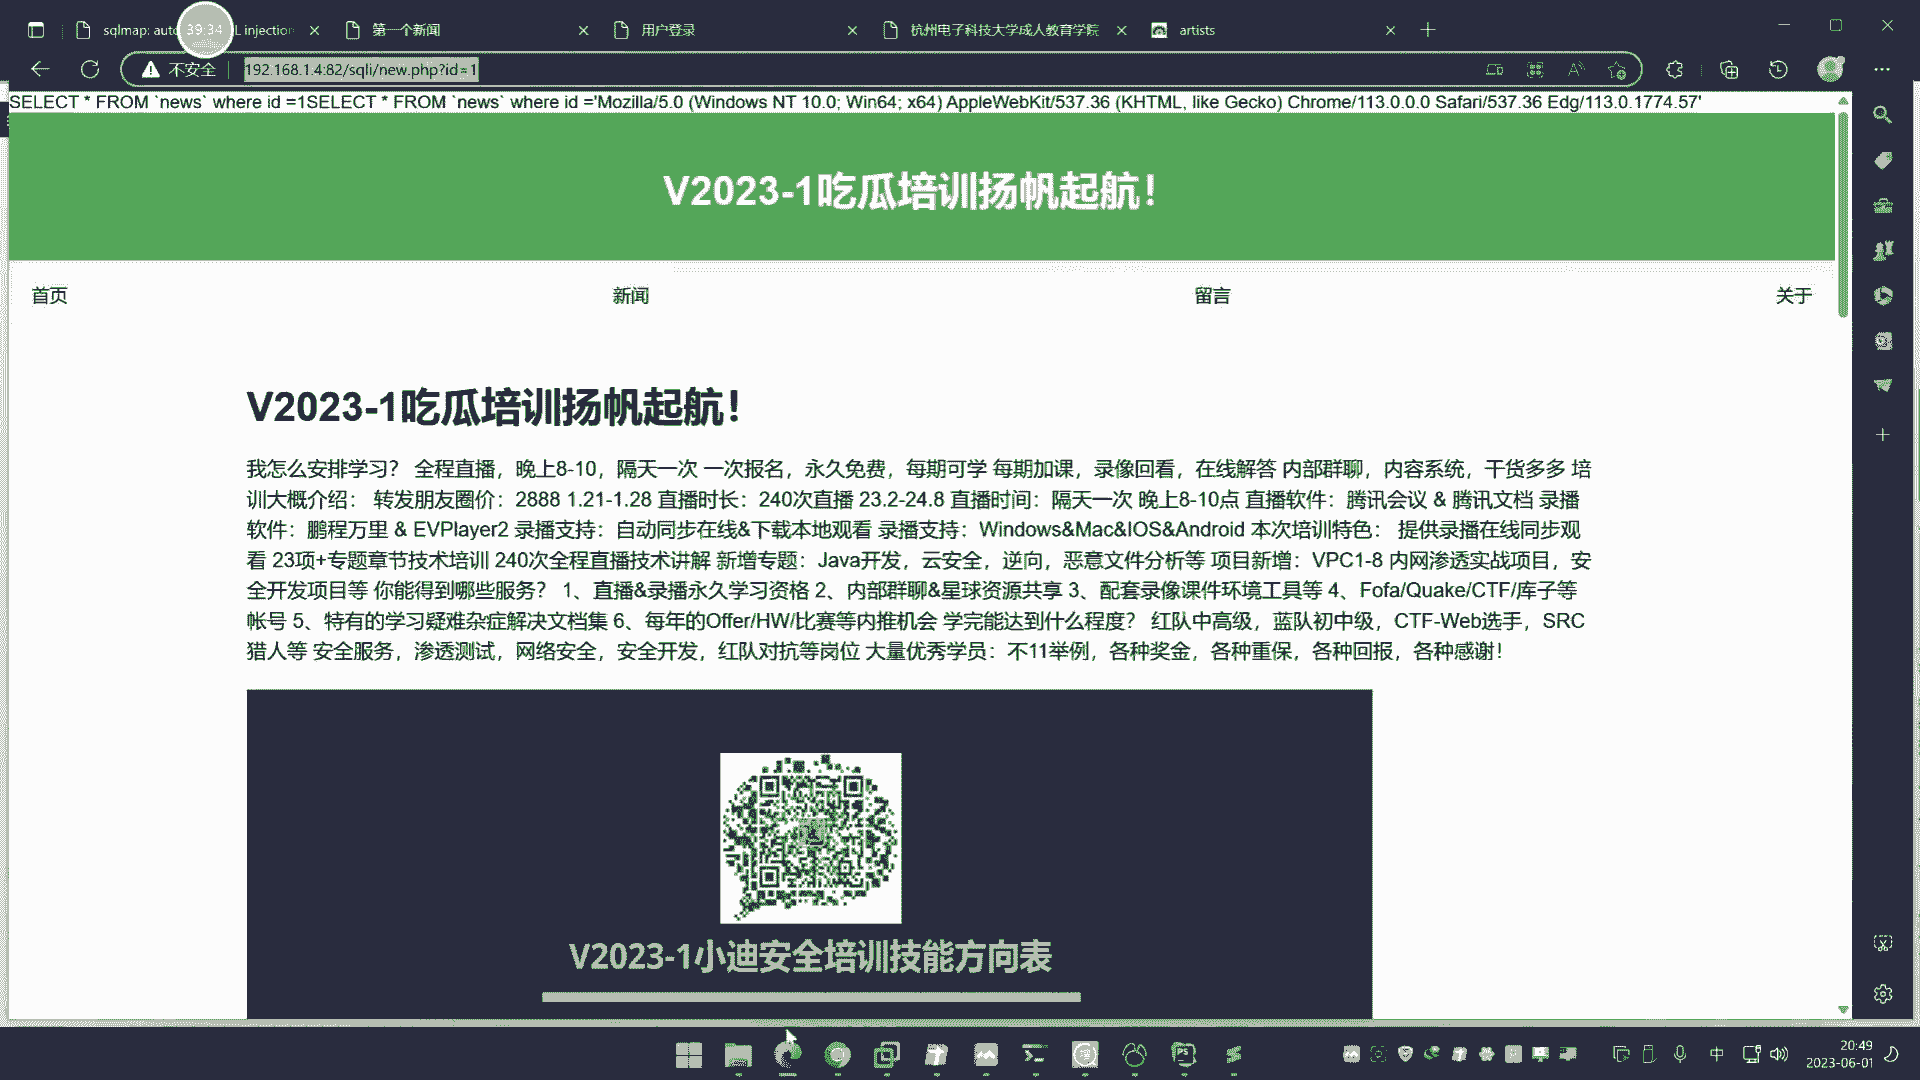 sqlmap: auto
39:34
L injection
第一个新闻
用户登录
杭州电子科技大学成人教育学院
artists
不安全
192.168.1.4:82/sqli/new.php?id=1
SELECT * FROM `news` where id =1SELECT * FROM `news` where id ='Mozilla/5.0 (Windows NT 10.0; Win64; x64) AppleWebKit/537.36 (KHTML, like Gecko) Chrome/113.0.0.0 Safari/537.36 Edg/113.0.1774.57'
V2023-1吃瓜培训扬帆起航！
首页
新闻
留言
关于
V2023-1吃瓜培训扬帆起航！
我怎么安排学习？ 全程直播，晚上8-10，隔天一次 一次报名，永久免费，每期可学 每期加课，录像回看，在线解答 内部群聊，内容系统，干货多多 培
训大概介绍： 转发朋友圈价：2888 1.21-1.28 直播时长：240次直播 23.2-24.8 直播时间：隔天一次 晚上8-10点 直播软件：腾讯会议 & 腾讯文档 录播
软件：鹏程万里 & EVPlayer2 录播支持：自动同步在线&下载本地观看 录播支持：Windows&Mac&IOS&Android 本次培训特色： 提供录播在线同步观
看 23项+专题章节技术培训 240次全程直播技术讲解 新增专题：Java开发，云安全，逆向，恶意文件分析等 项目新增：VPC1-8 内网渗透实战项目，安
全开发项目等 你能得到哪些服务？ 1、直播&录播永久学习资格 2、内部群聊&星球资源共享 3、配套录像课件环境工具等 4、Fofa/Quake/CTF/库子等
帐号 5、特有的学习疑难杂症解决文档集 6、每年的Offer/HW/比赛等内推机会 学完能达到什么程度？ 红队中高级，蓝队初中级，CTF-Web选手，SRC
猎人等 安全服务，渗透测试，网络安全，安全开发，红队对抗等岗位 大量优秀学员：不11举例，各种奖金，各种重保，各种回报，各种感谢！
V2023-1小迪安全培训技能方向表
中
20:49
2023-06-01